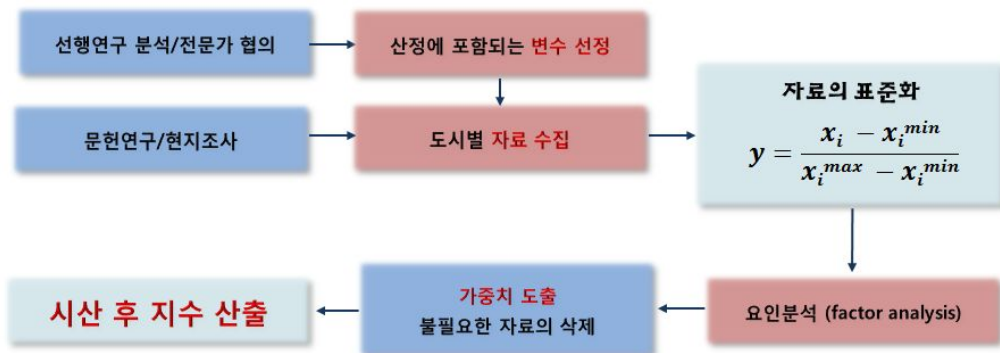 선행연구 분석/전문가 협의
산정에 포함되는 변수 선정
문헌연구/현지조사
도시별 자료 수집
자료의 표준화
y = (x_i - x_i^min) / (x_i^max - x_i^min)
요인분석 (factor analysis)
가중치 도출
불필요한 자료의 삭제
시산 후 지수 산출